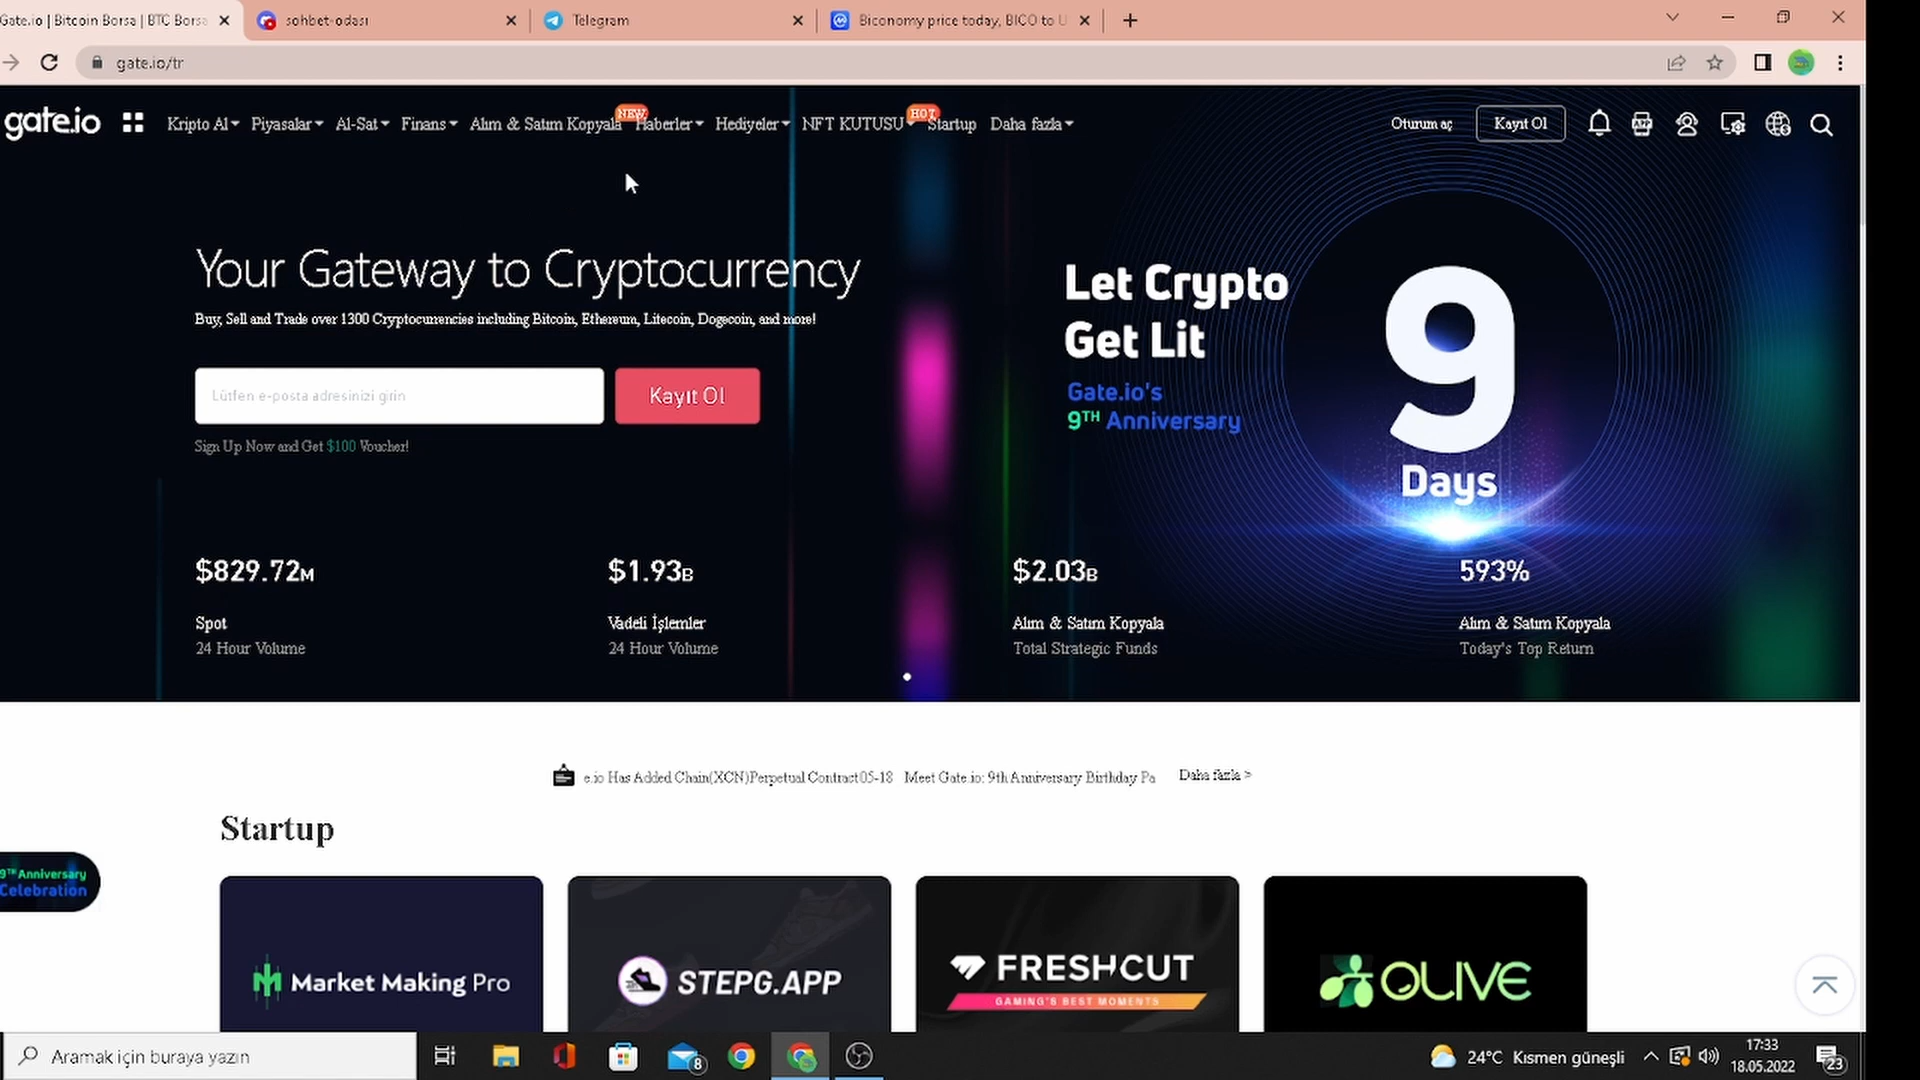 Gate.io | Bitcoin Borsa | BTC Borsa
sohbet-odası
Telegram
Biconomy price today, BICO to U
gate.io/tr
gate.io
Kripto Al
Piyasalar
Al-Sat
Finans
Alım & Satım Kopyala
NEW
Haberler
Hediyeler
NFT KUTUSU
HOT
Startup
Daha fazla
Oturum aç
Kayıt Ol
APP
Your Gateway to Cryptocurrency
Buy, Sell and Trade over 1300 Cryptocurrencies including Bitcoin, Ethereum, Litecoin, Dogecoin, and more!
Lütfen e-posta adresinizi girin
Kayıt Ol
Sign Up Now and Get $100 Voucher!
Let Crypto
Get Lit
Gate.io's
9TH Anniversary
9
Days
$829.72M
Spot
24 Hour Volume
$1.93B
Vadeli İşlemler
24 Hour Volume
$2.03B
Alım & Satım Kopyala
Total Strategic Funds
593%
Alım & Satım Kopyala
Today's Top Return
e.io Has Added Chain(XCN)Perpetual Contract05-18
Meet Gate.io: 9th Anniversary Birthday Pa
Daha fazla >
Startup
9TH Anniversary
Celebration
Market Making Pro
STEPG.APP
FRESHCUT
GAMING'S BEST MOMENTS
OLIVE
Aramak için buraya yazın
8
24°C Kısmen güneşli
17:33
18.05.2022
23